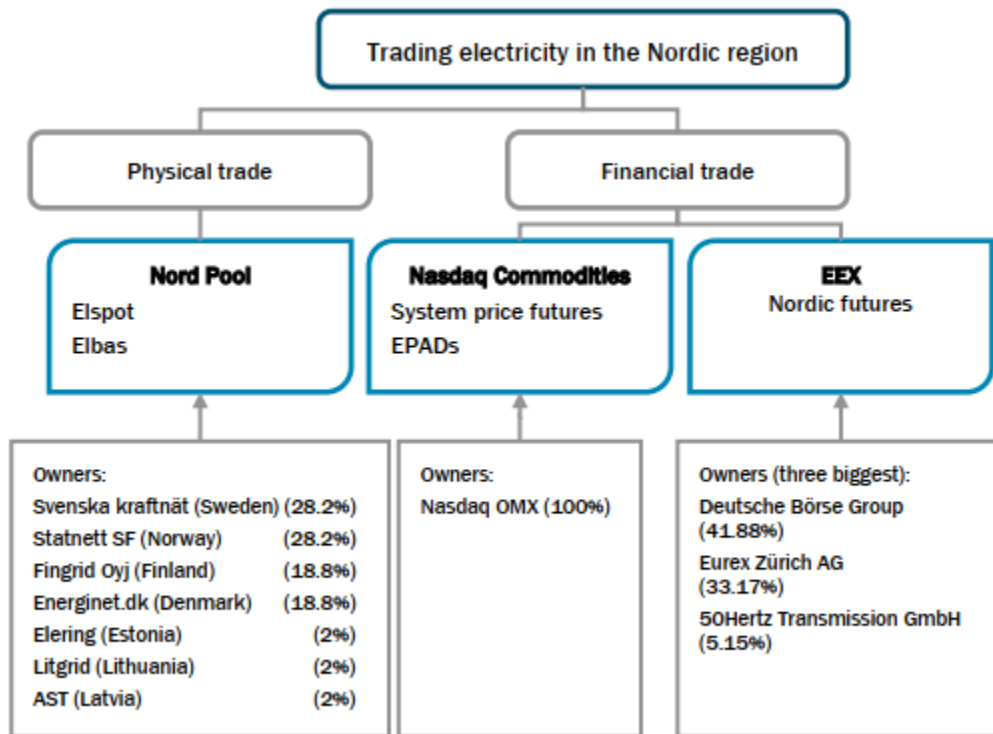 Trading electricity in the Nordic region
Physical trade
Financial trade
Nord Pool
Elspot
Elbas
Nasdaq Commodities
System price futures
EPADs
EEX
Nordic futures
Owners:
Svenska kraftnät (Sweden) (28.2%)
Statnett SF (Norway) (28.2%)
Fingrid Oyj (Finland) (18.8%)
Energinet.dk (Denmark) (18.8%)
Elering (Estonia) (2%)
Litgrid (Lithuania) (2%)
AST (Latvia) (2%)
Owners:
Nasdaq OMX (100%)
Owners (three biggest):
Deutsche Börse Group
(41.88%)
Eurex Zürich AG
(33.17%)
50Hertz Transmission GmbH
(5.15%)